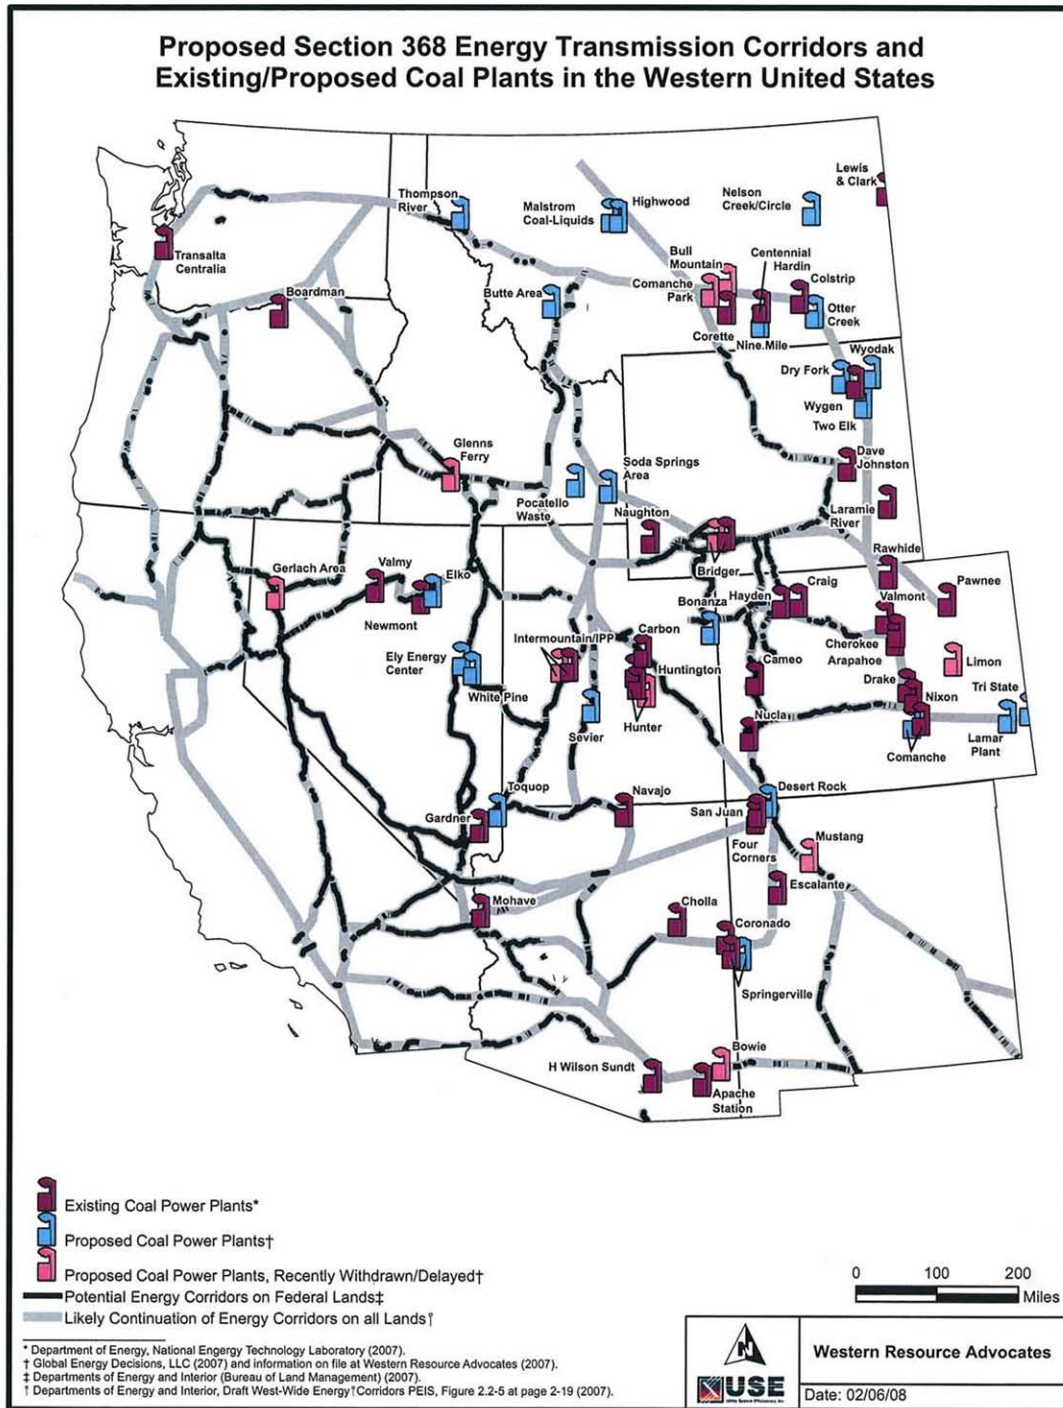 Proposed Section 368 Energy Transmission Corridors and
Existing/Proposed Coal Plants in the Western United States
Lewis
& Clark
Thompson
River
Malstrom
Coal-Liquids
Highwood
Nelson
Creek/Circle
Transalta
Centralia
Bull
Mountain
Centennial
Hardin
Boardman
Butte Area
Comanche
Park
Colstrip
Otter
Creek
Corette
Nine Mile
Wyodak
Dry Fork
Wygen
Two Elk
Glenns
Ferry
Soda Springs
Area
Dave
Johnston
Pocatello
Waste
Naughton
Laramie
River
Gerlach Area
Valmy
Elko
Newmont
Bridger
Rawhide
Bonanza
Hayden
Craig
Valmont
Pawnee
Ely Energy
Center
Intermountain/IPP
Carbon
Cherokee
Arapahoe
White Pine
Huntington
Cameo
Limon
Drake
Nixon
Tri State
Sevier
Hunter
Nucla
Comanche
Lamar
Plant
Toquop
Navajo
Desert Rock
Gardner
San Juan
Four
Corners
Mustang
Escalante
Mohave
Cholla
Coronado
Springerville
H Wilson Sundt
Bowie
Apache
Station
Existing Coal Power Plants*
Proposed Coal Power Plants†
Proposed Coal Power Plants, Recently Withdrawn/Delayed†
Potential Energy Corridors on Federal Lands‡
Likely Continuation of Energy Corridors on all Lands†
0 100 200
Miles
* Department of Energy, National Engergy Technology Laboratory (2007).
† Global Energy Decisions, LLC (2007) and information on file at Western Resource Advocates (2007).
‡ Departments of Energy and Interior (Bureau of Land Management) (2007).
† Departments of Energy and Interior, Draft West-Wide Energy†Corridors PEIS, Figure 2.2-5 at page 2-19 (2007).
N
USE
Western Resource Advocates
Date: 02/06/08